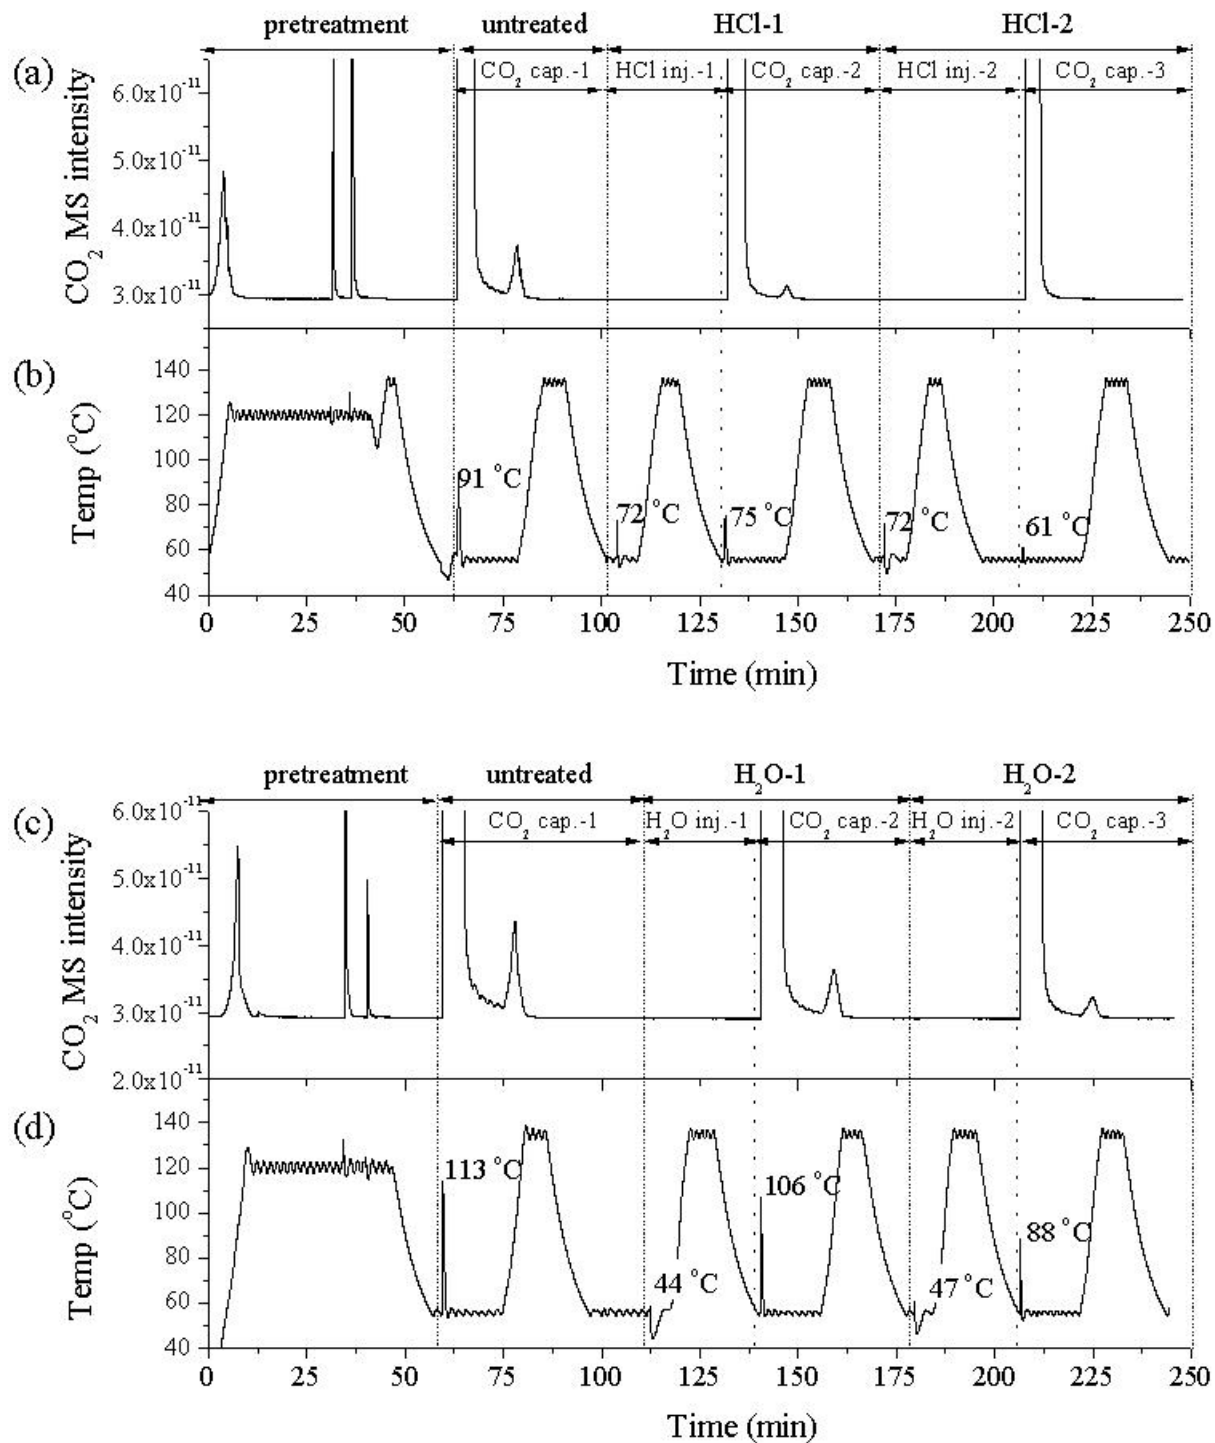 pretreatment untreated HCl-1 HCl-2
(a) CO₂ cap.-1 HCl inj.-1 CO₂ cap.-2 HCl inj.-2 CO₂ cap.-3
6.0x10⁻¹¹
5.0x10⁻¹¹
4.0x10⁻¹¹
3.0x10⁻¹¹
CO₂ MS intensity
(b)
140
120
100
80
60
40
Temp (°C)
91 °C
72 °C 75 °C 72 °C 61 °C
0 25 50 75 100 125 150 175 200 225 250
Time (min)
pretreatment untreated H₂O-1 H₂O-2
(c) CO₂ cap.-1 H₂O inj.-1 CO₂ cap.-2 H₂O inj.-2 CO₂ cap.-3
6.0x10⁻¹¹
5.0x10⁻¹¹
4.0x10⁻¹¹
3.0x10⁻¹¹
2.0x10⁻¹¹
CO₂ MS intensity
(d)
140
120
100
80
60
40
Temp (°C)
113 °C 106 °C
44 °C 47 °C 88 °C
0 25 50 75 100 125 150 175 200 225 250
Time (min)